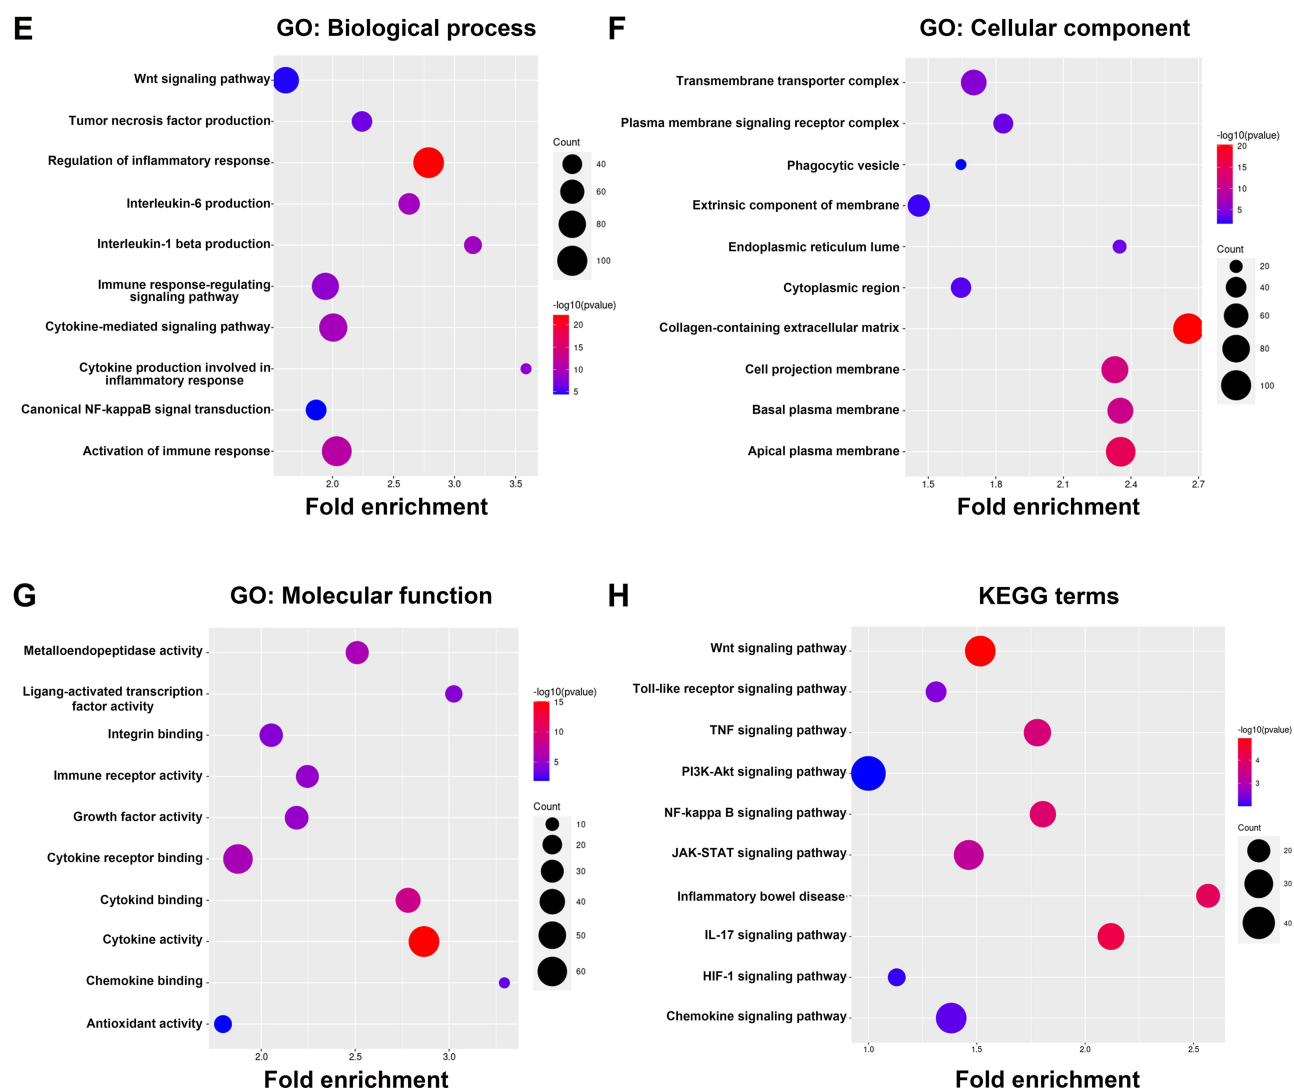 E
GO: Biological process
Wnt signaling pathway
Tumor necrosis factor production
Regulation of inflammatory response
Interleukin-6 production
Interleukin-1 beta production
Immune response-regulating
signaling pathway
Cytokine-mediated signaling pathway
Cytokine production involved in
inflammatory response
Canonical NF-kappaB signal transduction
Activation of immune response
2.0 2.5 3.0 3.5
Fold enrichment
Count
40
60
80
100
-log10(pvalue)
20
15
10
5
F
GO: Cellular component
Transmembrane transporter complex
Plasma membrane signaling receptor complex
Phagocytic vesicle
Extrinsic component of membrane
Endoplasmic reticulum lume
Cytoplasmic region
Collagen-containing extracellular matrix
Cell projection membrane
Basal plasma membrane
Apical plasma membrane
1.5 1.8 2.1 2.4 2.7
Fold enrichment
-log10(pvalue)
20
15
10
5
Count
20
40
60
80
100
G
GO: Molecular function
Metalloendopeptidase activity
Ligang-activated transcription
factor activity
Integrin binding
Immune receptor activity
Growth factor activity
Cytokine receptor binding
Cytokind binding
Cytokine activity
Chemokine binding
Antioxidant activity
2.0 2.5 3.0
Fold enrichment
-log10(pvalue)
15
10
5
Count
10
20
30
40
50
60
H
KEGG terms
Wnt signaling pathway
Toll-like receptor signaling pathway
TNF signaling pathway
PI3K-Akt signaling pathway
NF-kappa B signaling pathway
JAK-STAT signaling pathway
Inflammatory bowel disease
IL-17 signaling pathway
HIF-1 signaling pathway
Chemokine signaling pathway
1.0 1.5 2.0 2.5
Fold enrichment
-log10(pvalue)
4
3
Count
20
30
40